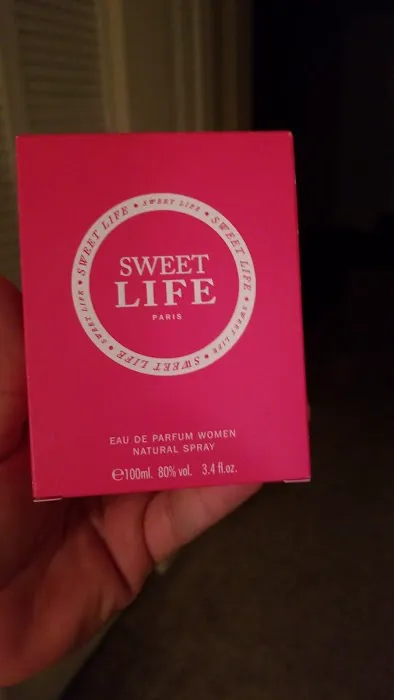 SWEET LIFE • SWEET LIFE • SWEET LIFE • SWEET LIFE • SWEET LIFE • SWEET LIFE •
SWEET
LIFE
PARIS
EAU DE PARFUM WOMEN
NATURAL SPRAY
℮100ml. 80% vol. 3.4 fl.oz.